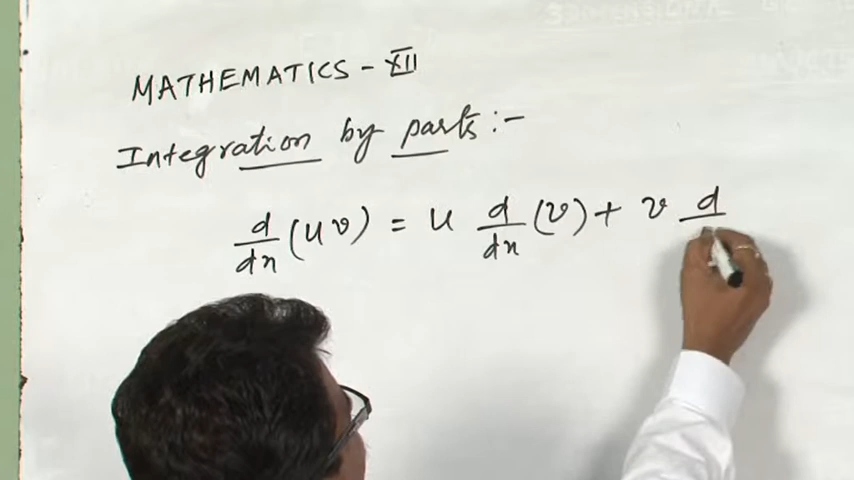 MATHEMATICS - XII
Integration by parts :-
d/dx (uv) = u d/dx (v) + v d